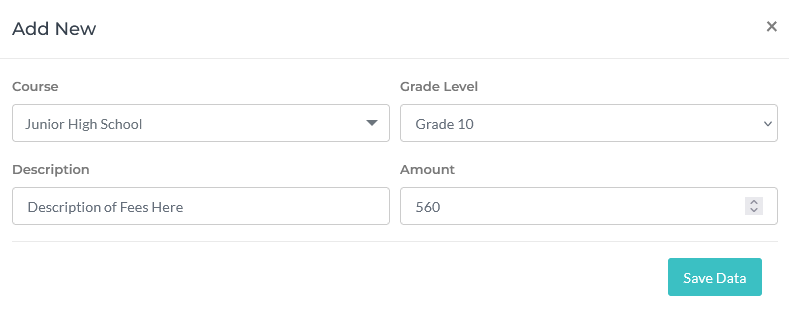 Add New
×
Course
Grade Level
Junior High School
Grade 10
Description
Amount
Description of Fees Here
560
Save Data